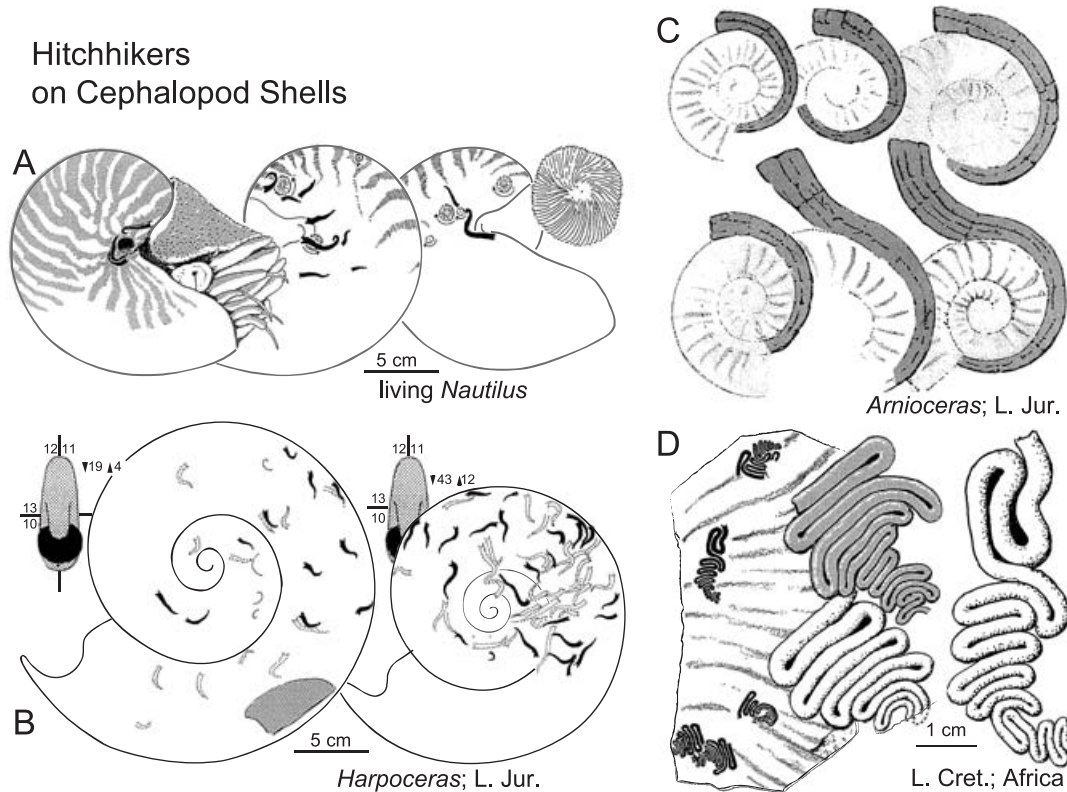 Hitchhikers
on Cephalopod Shells
A
5 cm
living Nautilus
B
12 11
▼19 ▲4
13
10
12 11
▼43 ▲12
13
10
5 cm
Harpoceras; L. Jur.
C
Arnioceras; L. Jur.
D
1 cm
L. Cret.; Africa